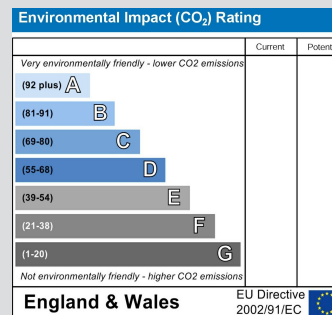 Environmental Impact (CO₂) Rating
Current Potent
Very environmentally friendly - lower CO2 emissions
(92 plus) A
(81-91) B
(69-80) C
(55-68) D
(39-54) E
(21-38) F
(1-20) G
Not environmentally friendly - higher CO2 emissions
England & Wales
EU Directive
2002/91/EC